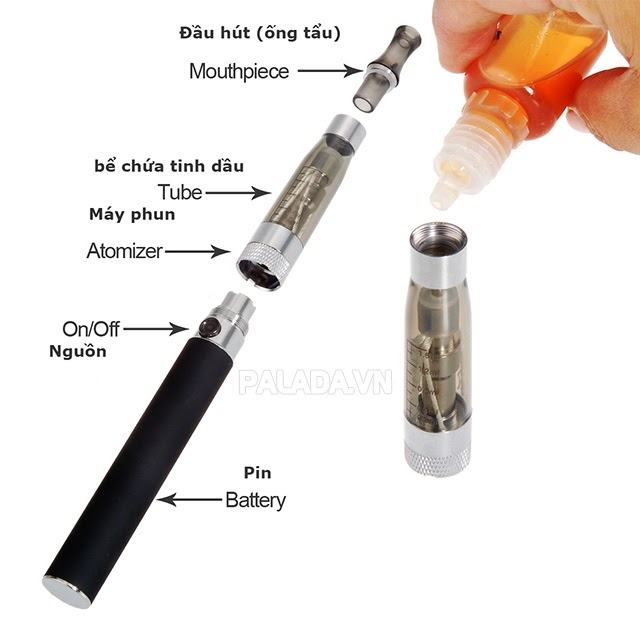 Đầu hút (ống tẩu)
Mouthpiece
bể chứa tinh dầu
Tube
Máy phun
Atomizer
On/Off
Nguồn
PALADA.VN
Pin
Battery